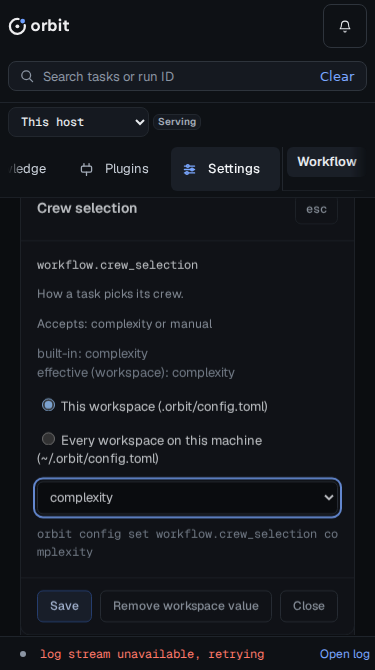 orbit
Search tasks or run ID Clear
This host Serving
ledge Plugins Settings Workflow
Crew selection esc
workflow.crew_selection
How a task picks its crew.
Accepts: complexity or manual
built-in: complexity
effective (workspace): complexity
This workspace (.orbit/config.toml)
Every workspace on this machine
(~/.orbit/config.toml)
complexity
orbit config set workflow.crew_selection co
mplexity
Save Remove workspace value Close
log stream unavailable, retrying Open log